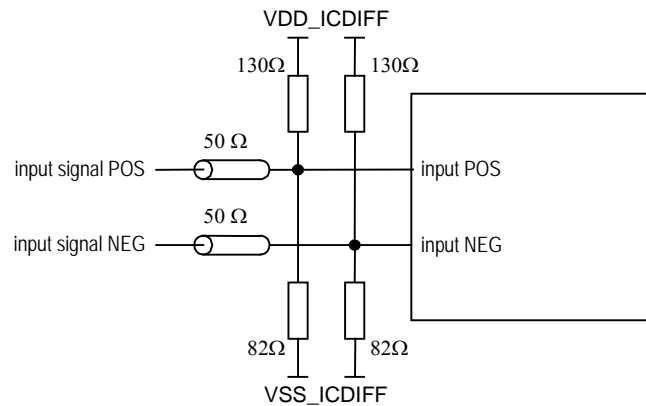 VDD_ICDIFF
130Ω 130Ω
50 Ω
input signal POS input POS
50 Ω
input signal NEG input NEG
82Ω 82Ω
VSS_ICDIFF